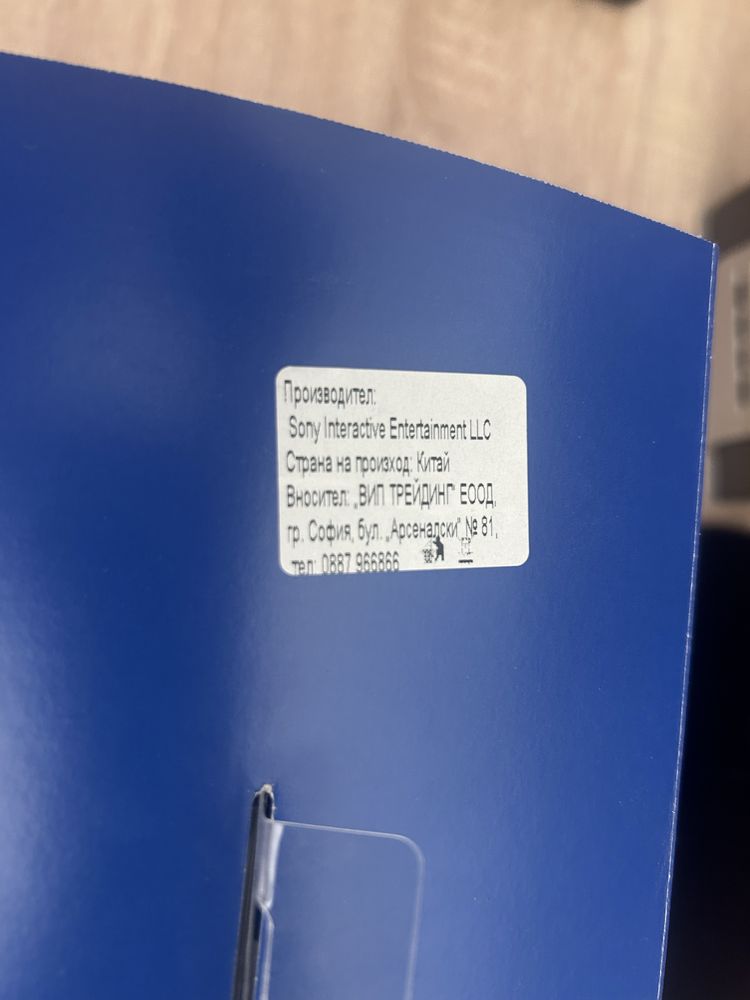 Производител:
Sony Interactive Entertainment LLC
Страна на произход: Китай
Вносител: „ВИП ТРЕЙДИНГ" ЕООД,
гр. София, бул. „Арсеналски" № 81,
тел: 0887 966866